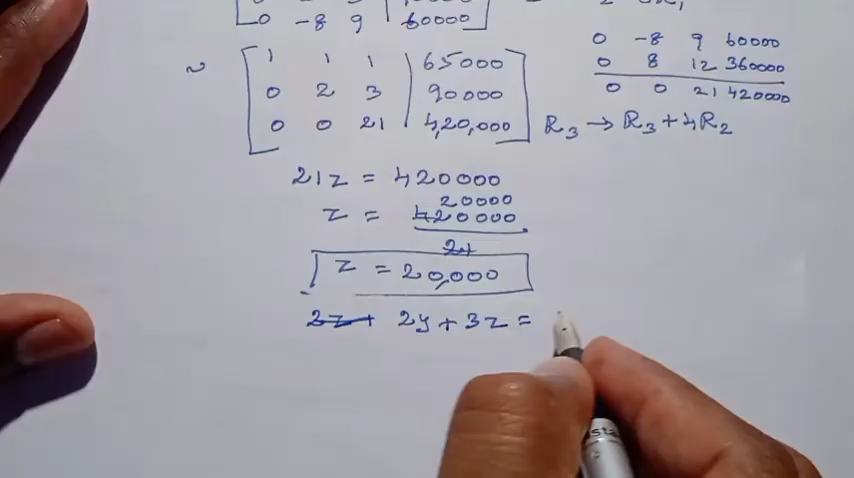 0 -8 9 | 60000
~ [ 1 1 1 | 65000 ]
0 2 3 | 90000
0 0 21 | 4,20,000
0 -8 9 60000
0 8 12 360000
0 0 21 420000
R3 → R3 + 4R2
21z = 420000
20000
z = 420000
21
z = 20,000
2z + 2y + 3z =